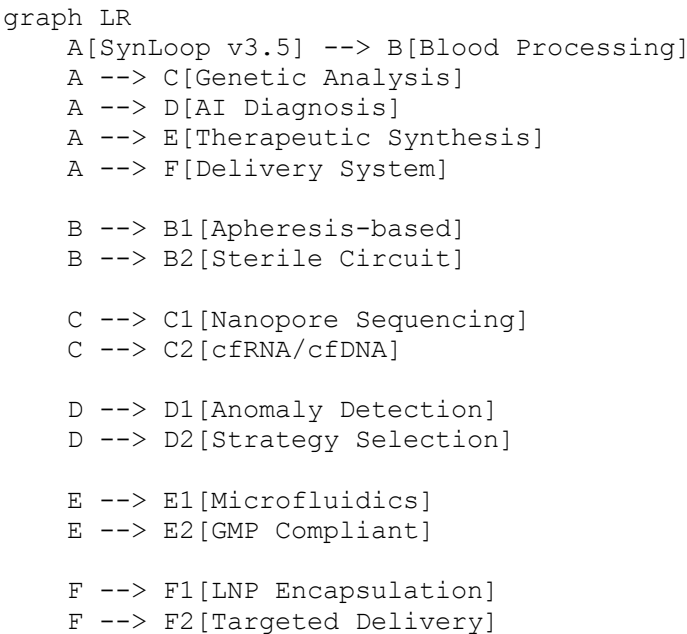 graph LR
    A[SynLoop v3.5] --> B[Blood Processing]
    A --> C[Genetic Analysis]
    A --> D[AI Diagnosis]
    A --> E[Therapeutic Synthesis]
    A --> F[Delivery System]

    B --> B1[Apheresis-based]
    B --> B2[Sterile Circuit]

    C --> C1[Nanopore Sequencing]
    C --> C2[cfRNA/cfDNA]

    D --> D1[Anomaly Detection]
    D --> D2[Strategy Selection]

    E --> E1[Microfluidics]
    E --> E2[GMP Compliant]

    F --> F1[LNP Encapsulation]
    F --> F2[Targeted Delivery]